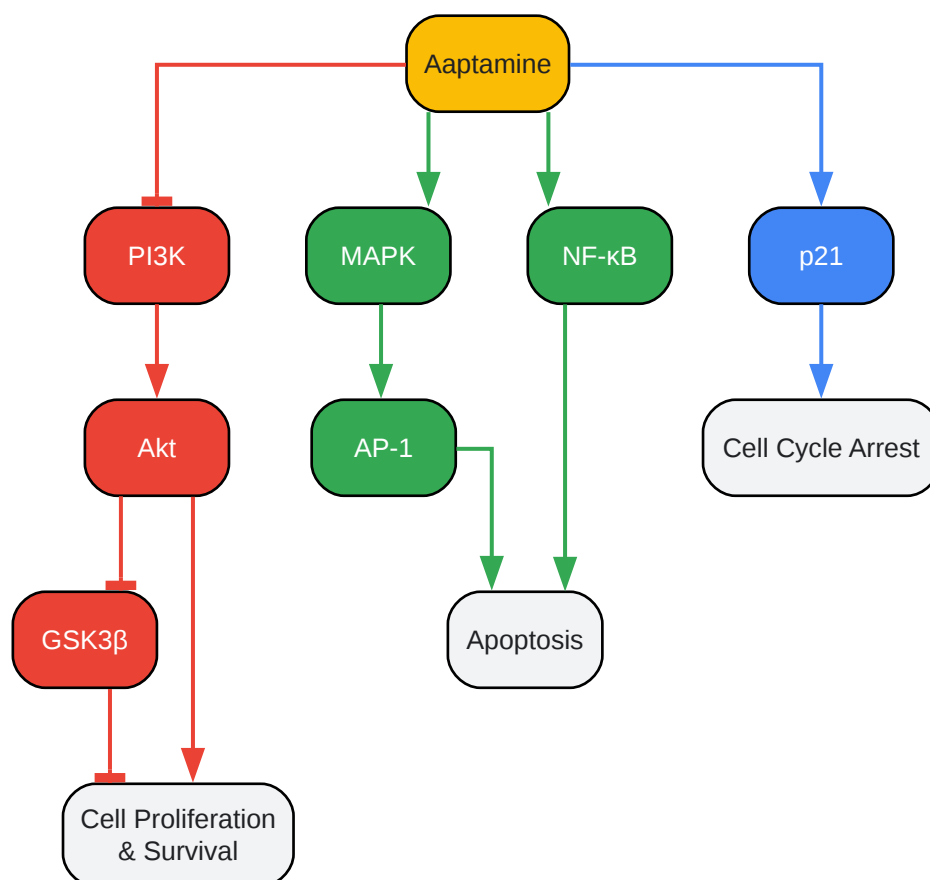 Aaptamine
PI3K
MAPK
NF-κB
p21
Akt
AP-1
Cell Cycle Arrest
GSK3β
Apoptosis
Cell Proliferation
& Survival